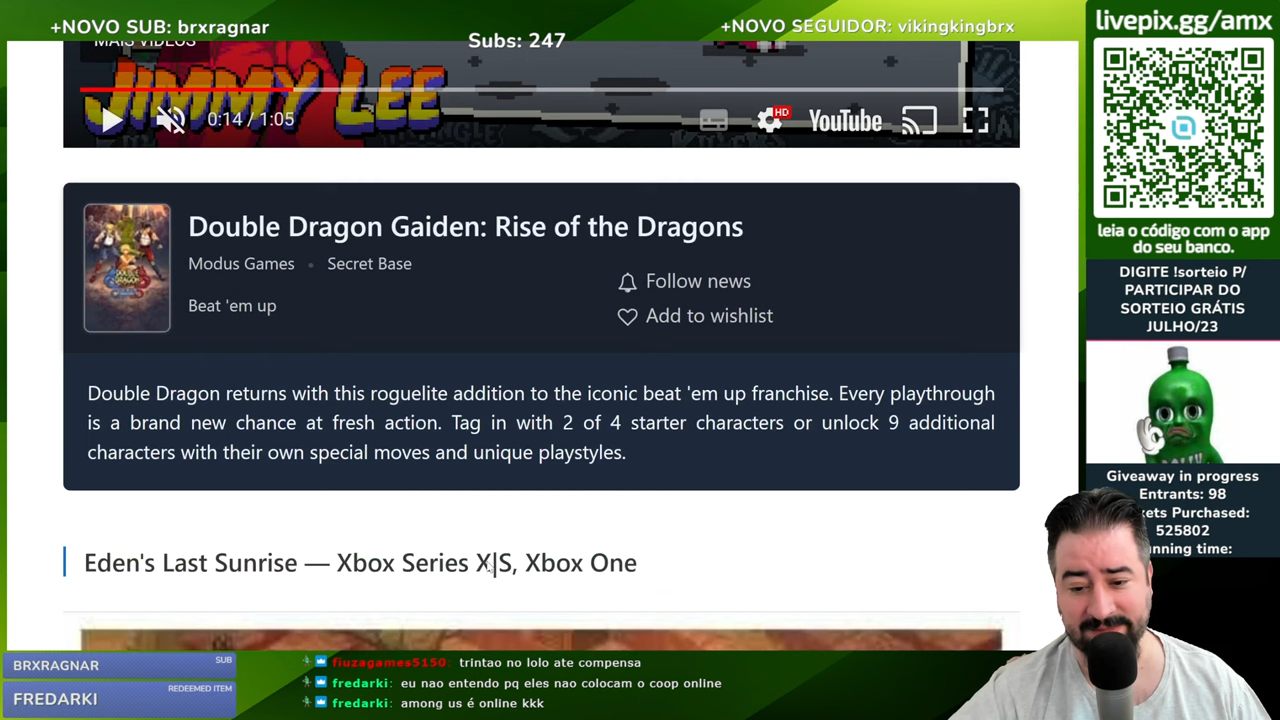 +NOVO SUB: brxragnar
Subs: 247
+NOVO SEGUIDOR: vikingkingbrx
livepix.gg/amx
MAIS VÍDEOS
JIMMY LEE
0:14 / 1:05
HD
YouTube
leia o código com o app
do seu banco.
Double Dragon Gaiden: Rise of the Dragons
Modus Games • Secret Base
Follow news
Beat 'em up
Add to wishlist
DIGITE !sorteio P/
PARTICIPAR DO
SORTEIO GRÁTIS
JULHO/23
Double Dragon returns with this roguelite addition to the iconic beat 'em up franchise. Every playthrough
is a brand new chance at fresh action. Tag in with 2 of 4 starter characters or unlock 9 additional
characters with their own special moves and unique playstyles.
Giveaway in progress
Entrants: 98
kets Purchased:
525802
unning time:
Eden's Last Sunrise — Xbox Series X|S, Xbox One
BRXRAGNAR SUB
FREDARKI REDEEMED ITEM
fiuzagames5150: trintao no lolo ate compensa
fredarki: eu nao entendo pq eles nao colocam o coop online
fredarki: among us é online kkk